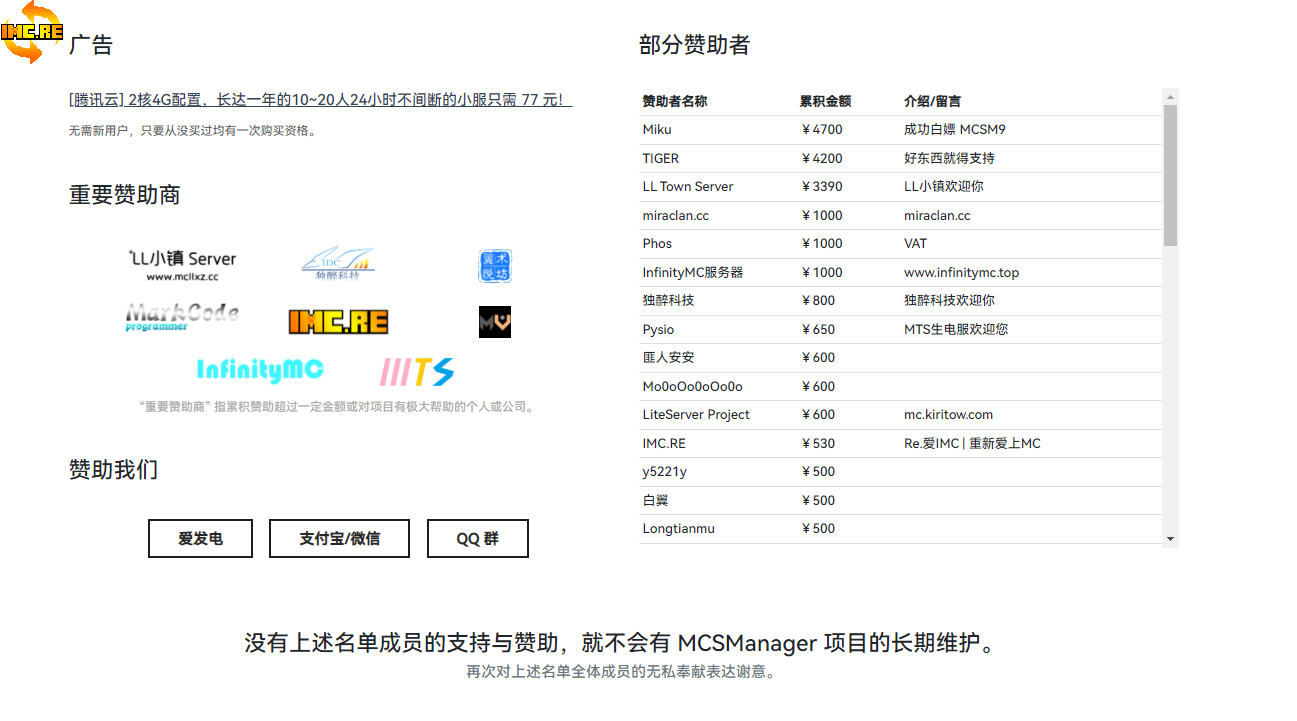 IMC.RE
广告
[腾讯云] 2核4G配置，长达一年的10~20人24小时不间断的小服只需 77 元！
无需新用户，只要从没买过均有一次购买资格。
重要赞助商
LL小镇 Server
www.mcllxz.cc
IDC
独醉科技
MarkCode
programmer
IMC.RE
MV
InfinityMC
MTS
“重要赞助商” 指累积赞助超过一定金额或对项目有极大帮助的个人或公司。
赞助我们
爱发电 支付宝/微信 QQ 群
部分赞助者
赞助者名称 累积金额 介绍/留言
Miku ￥4700 成功白嫖 MCSM9
TIGER ￥4200 好东西就得支持
LL Town Server ￥3390 LL小镇欢迎你
miraclan.cc ￥1000 miraclan.cc
Phos ￥1000 VAT
InfinityMC服务器 ￥1000 www.infinitymc.top
独醉科技 ￥800 独醉科技欢迎你
Pysio ￥650 MTS生电服欢迎您
匪人安安 ￥600
Mo0oOo0oOo0o ￥600
LiteServer Project ￥600 mc.kiritow.com
IMC.RE ￥530 Re.爱IMC | 重新爱上MC
y5221y ￥500
白翼 ￥500
Longtianmu ￥500
没有上述名单成员的支持与赞助，就不会有 MCSManager 项目的长期维护。
再次对上述名单全体成员的无私奉献表达谢意。